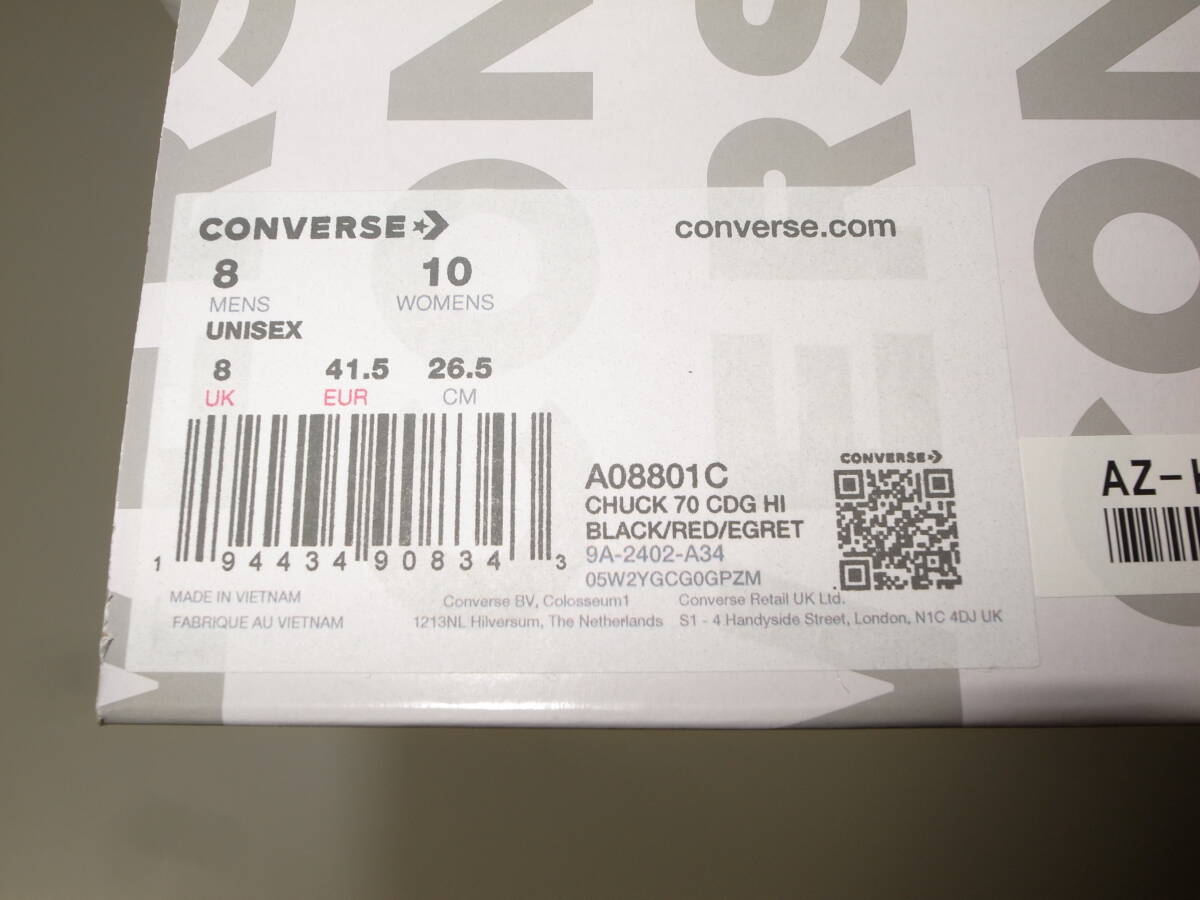 CONVERSE
converse.com
8 10
MENS WOMENS
UNISEX
8 41.5 26.5
UK EUR CM
1 94434 90834 3
A08801C
CHUCK 70 CDG HI
BLACK/RED/EGRET
9A-2402-A34
05W2YGCG0GPZM
CONVERSE
MADE IN VIETNAM
FABRIQUE AU VIETNAM
Converse BV, Colosseum1
1213NL Hilversum, The Netherlands
Converse Retail UK Ltd.
S1 - 4 Handyside Street, London, N1C 4DJ UK
AZ-